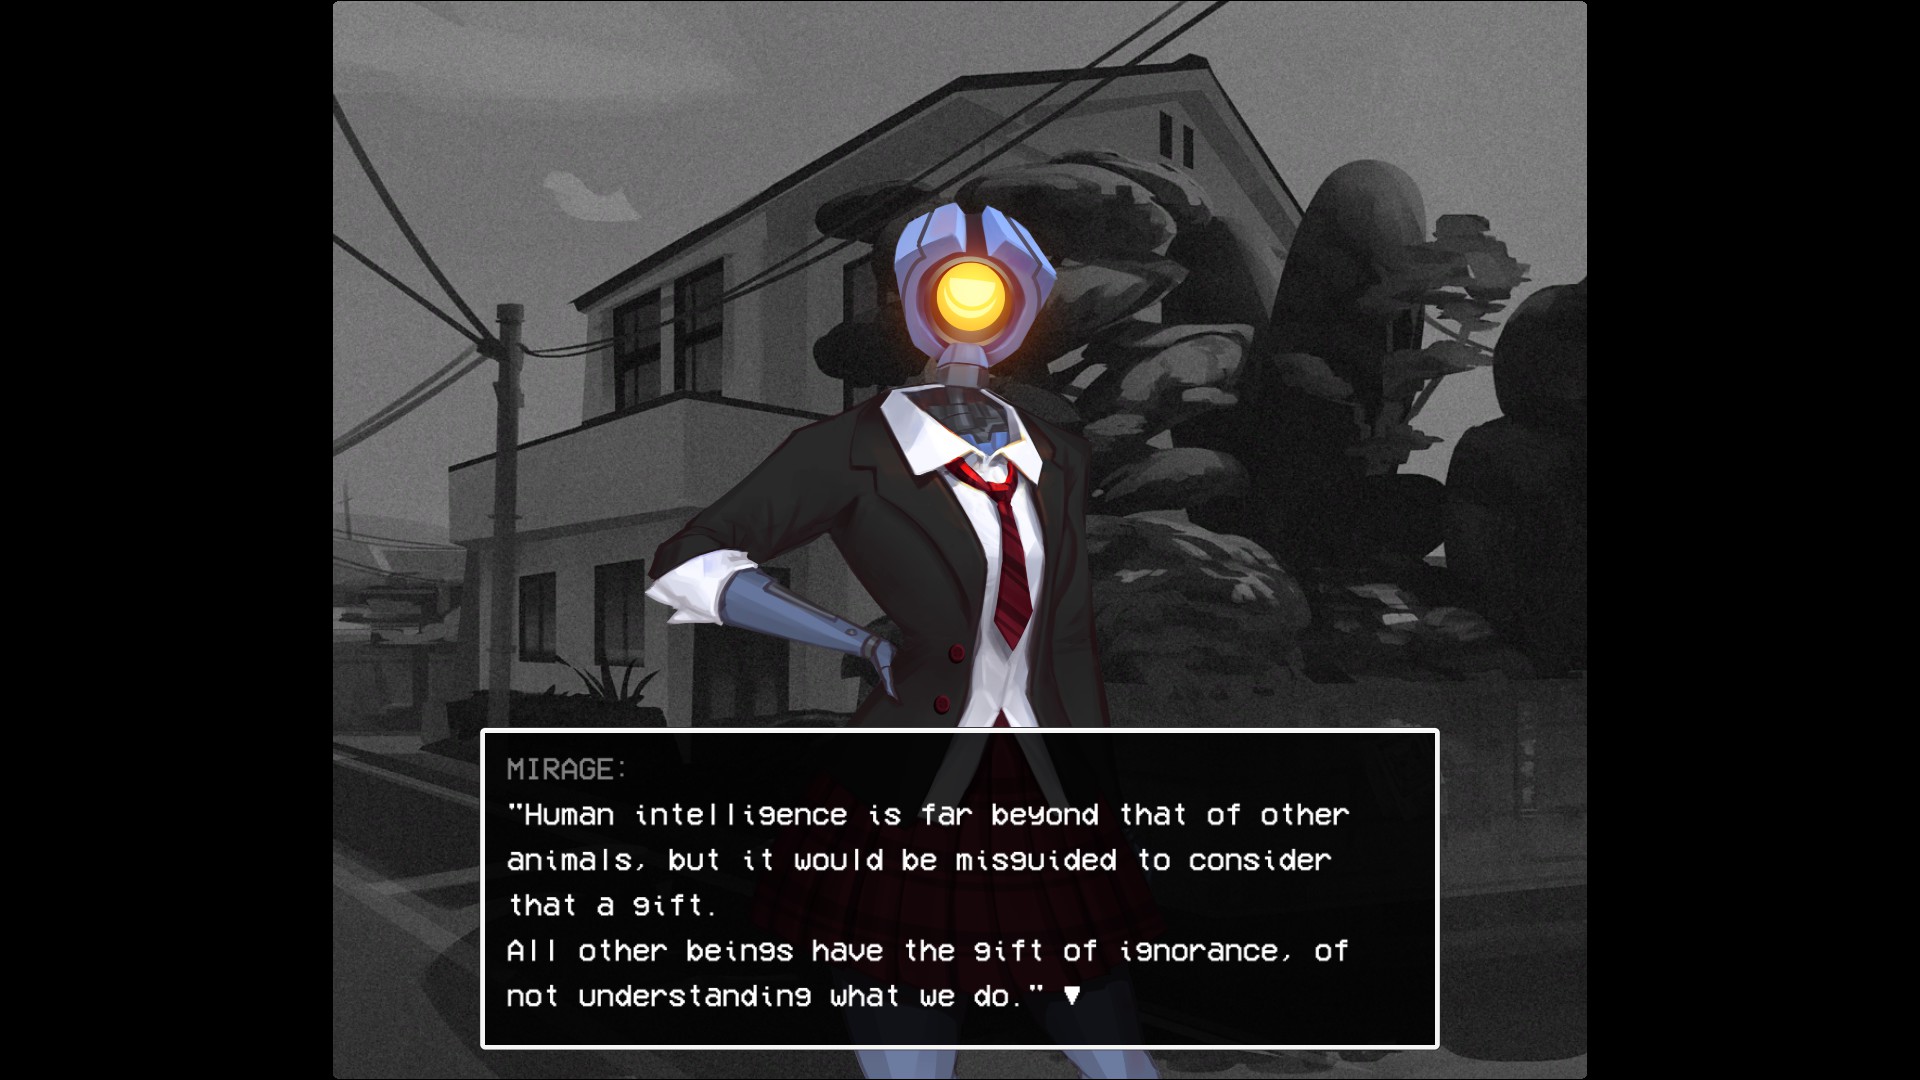 MIRAGE:
"Human intelligence is far beyond that of other
animals, but it would be misguided to consider
that a gift.
All other beings have the gift of ignorance, of
not understanding what we do." ▼